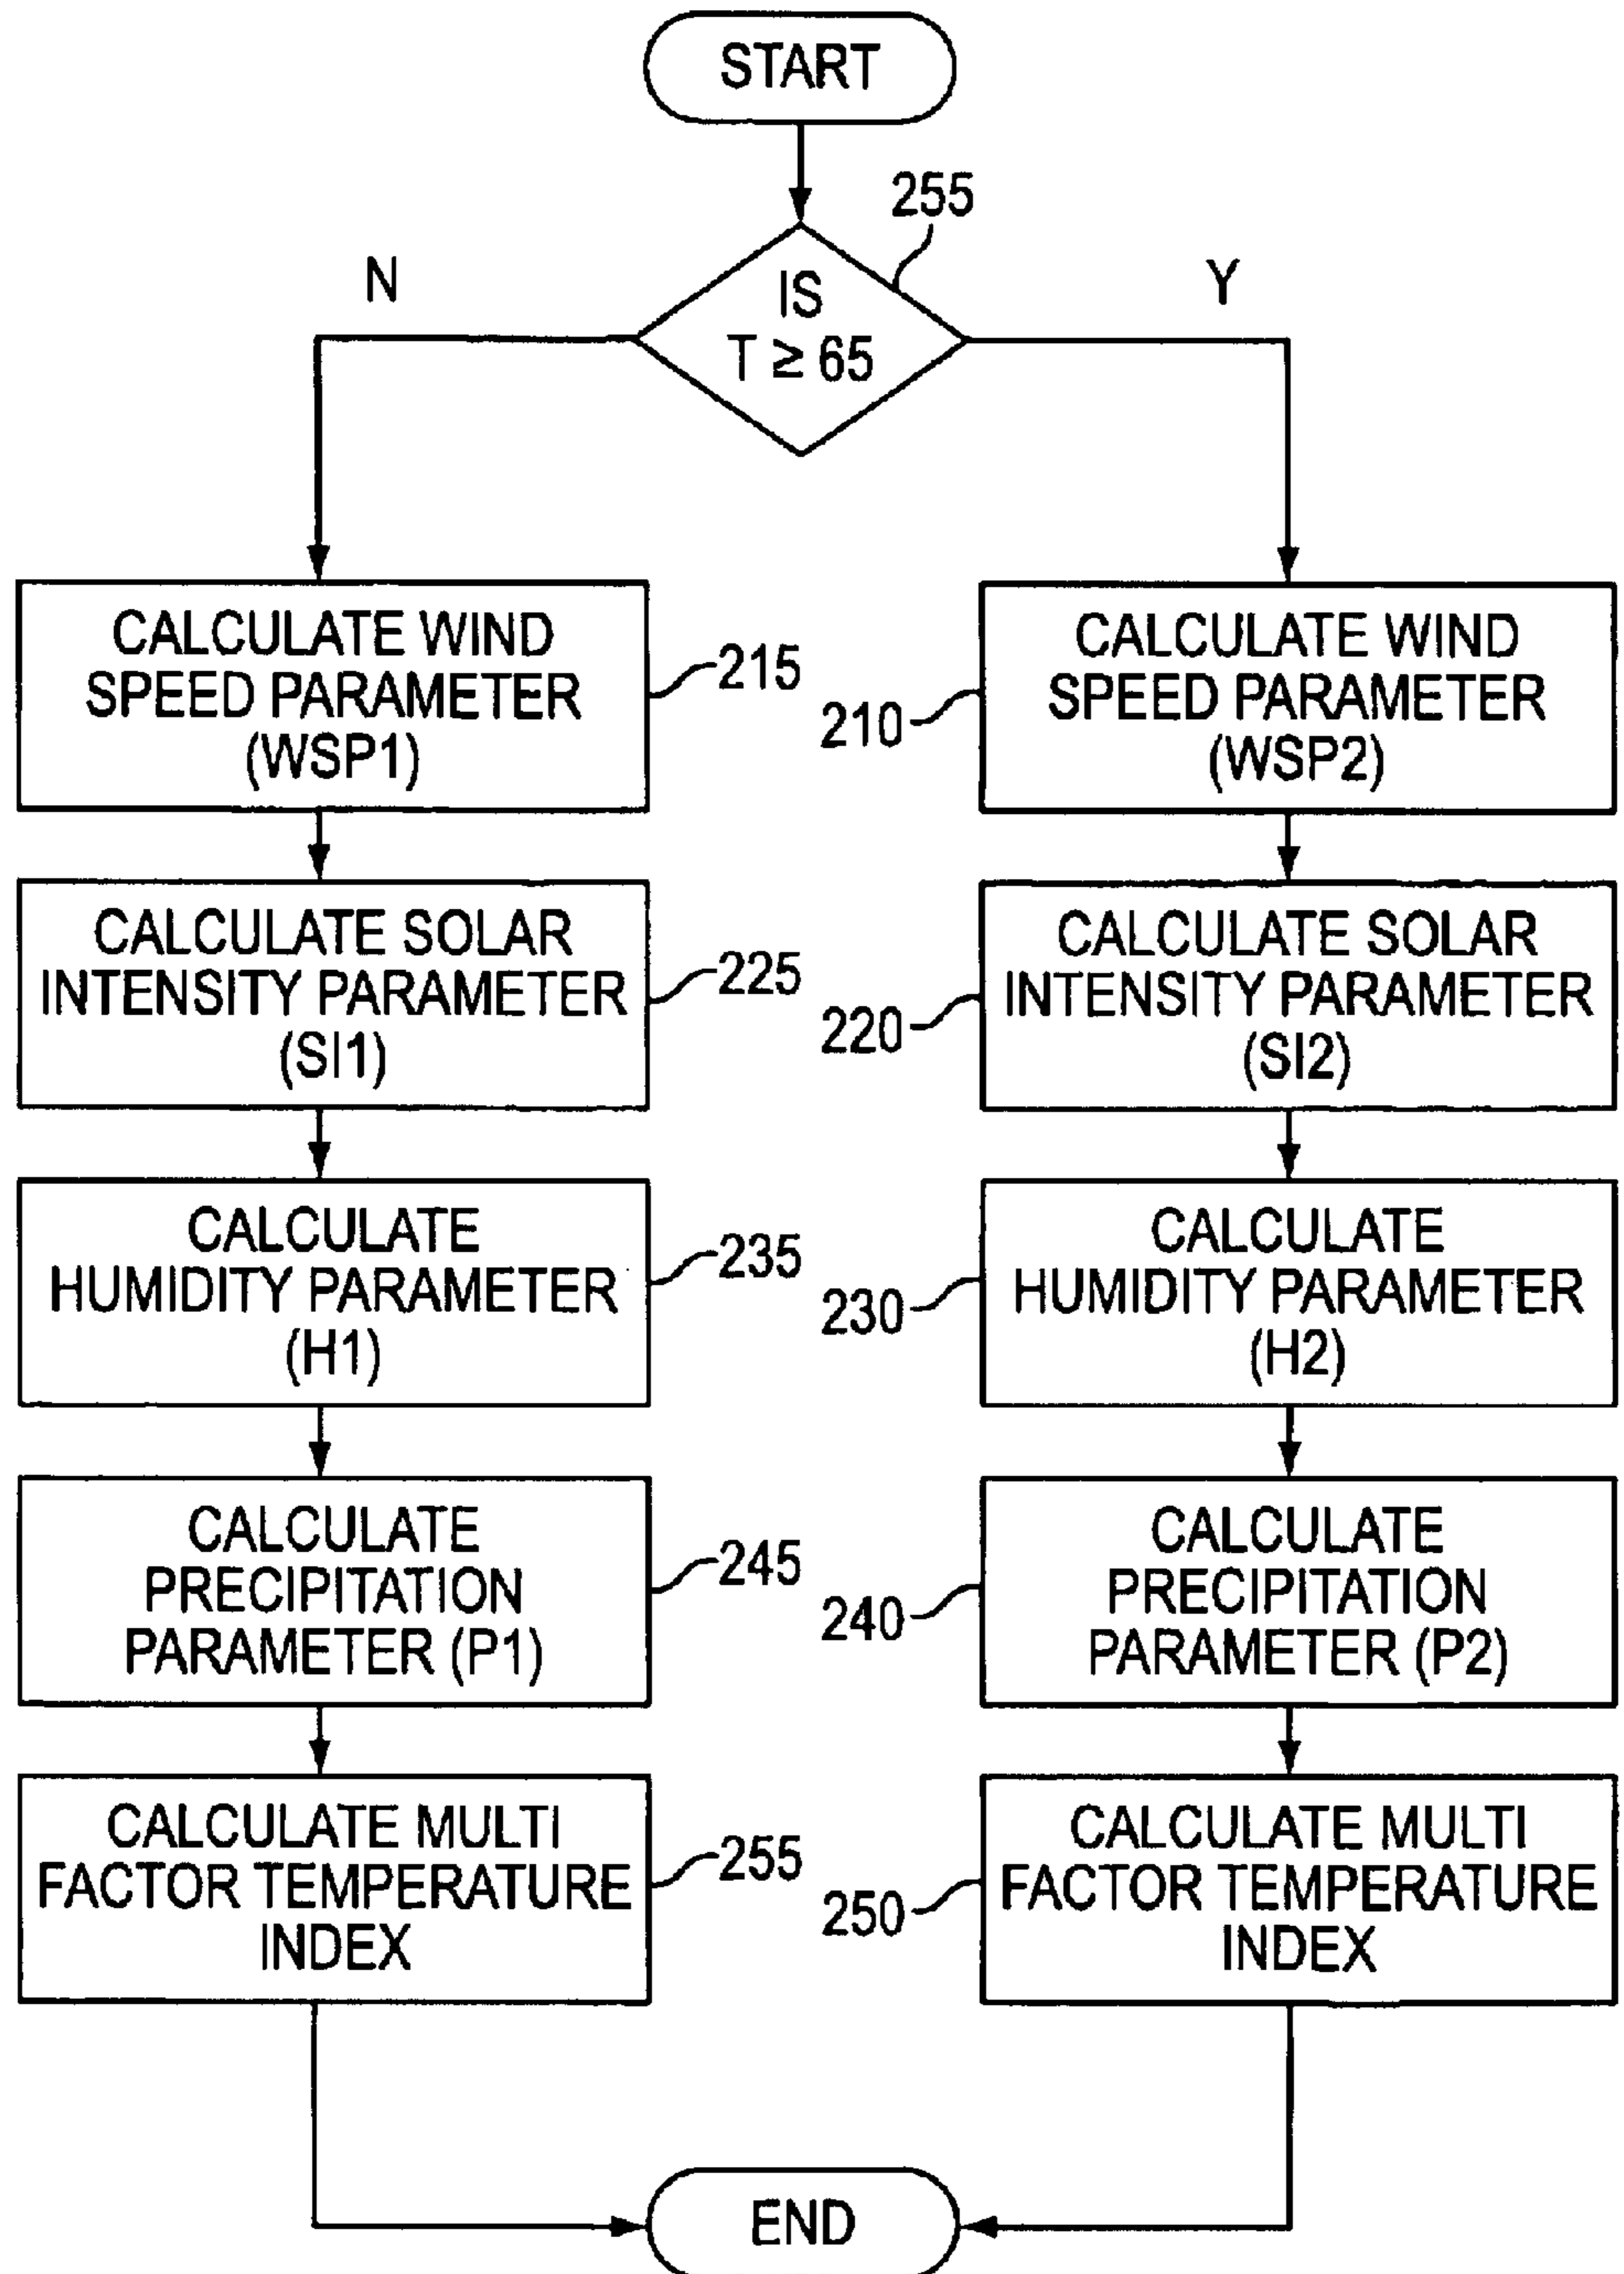 START
255
N
IS
T ≥ 65
Y
CALCULATE WIND
SPEED PARAMETER
(WSP1)
215
210
CALCULATE WIND
SPEED PARAMETER
(WSP2)
CALCULATE SOLAR
INTENSITY PARAMETER
(SI1)
225
220
CALCULATE SOLAR
INTENSITY PARAMETER
(SI2)
CALCULATE
HUMIDITY PARAMETER
(H1)
235
230
CALCULATE
HUMIDITY PARAMETER
(H2)
CALCULATE
PRECIPITATION
PARAMETER (P1)
245
240
CALCULATE
PRECIPITATION
PARAMETER (P2)
CALCULATE MULTI
FACTOR TEMPERATURE
INDEX
255
250
CALCULATE MULTI
FACTOR TEMPERATURE
INDEX
END